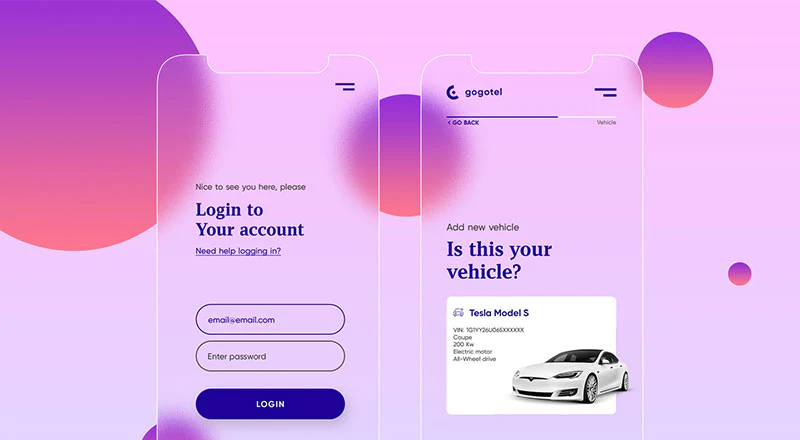 Nice to see you here, please
Login to
Your account
Need help logging in?
email@email.com
Enter password
LOGIN
gogotel
< GO BACK
Vehicle
Add new vehicle
Is this your
vehicle?
Tesla Model S
VIN: 1G1YY26U065XXXXXX
Coupe
200 Kw
Electric motor
All-Wheel drive